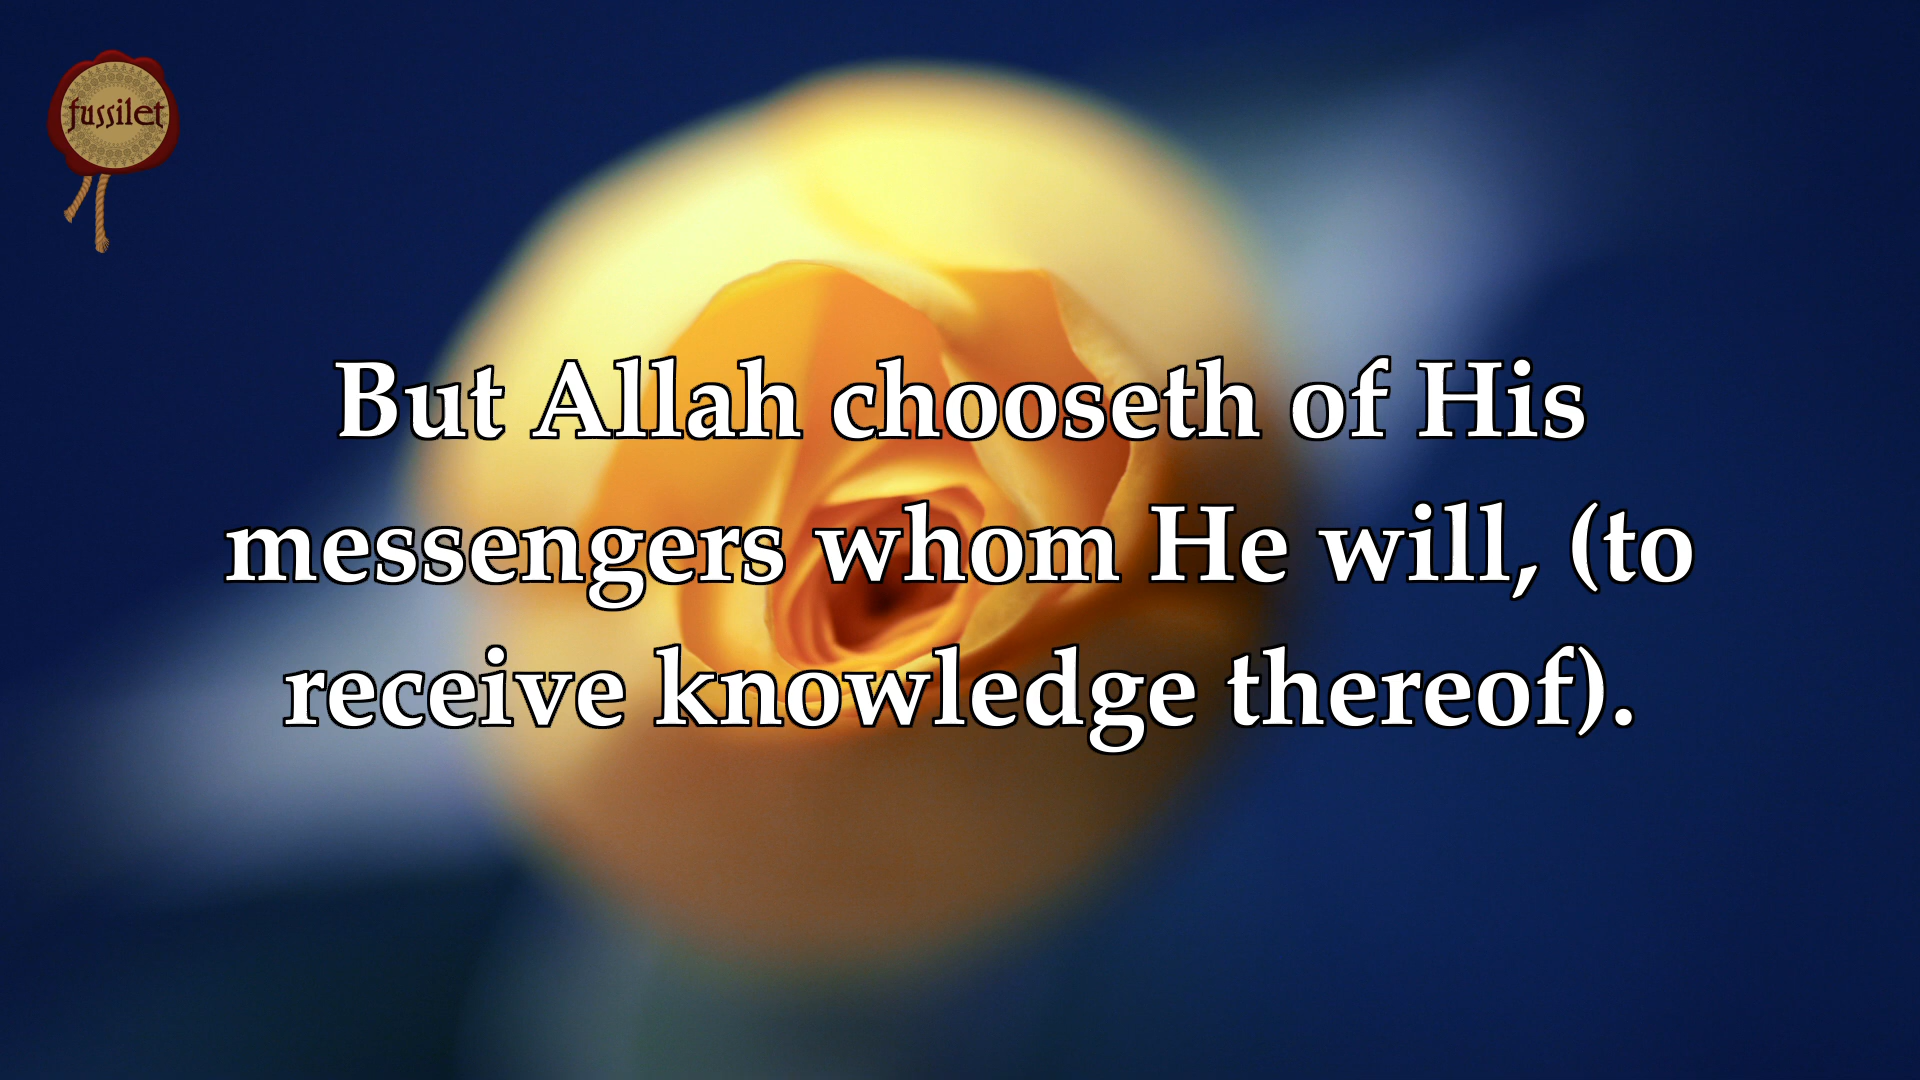 fussilet
But Allah chooseth of His
messengers whom He will, (to
receive knowledge thereof).